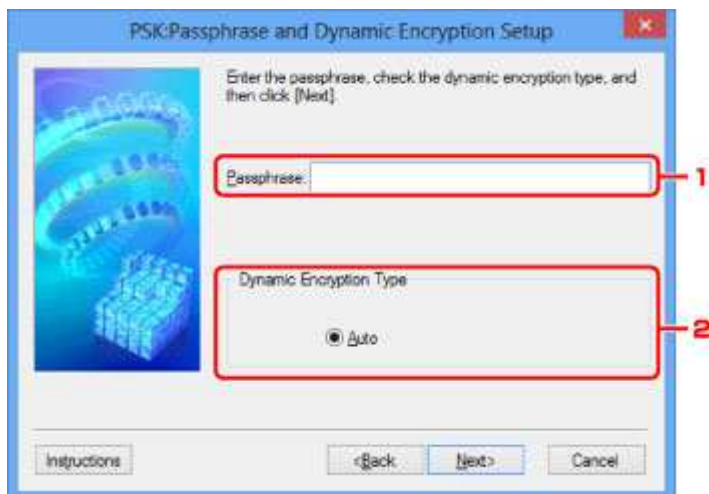 PSK:Passphrase and Dynamic Encryption Setup
Enter the passphrase, check the dynamic encryption type, and
then click [Next].
Passphrase:
1
Dynamic Encryption Type
Auto
2
Instructions
<Back
Next>
Cancel